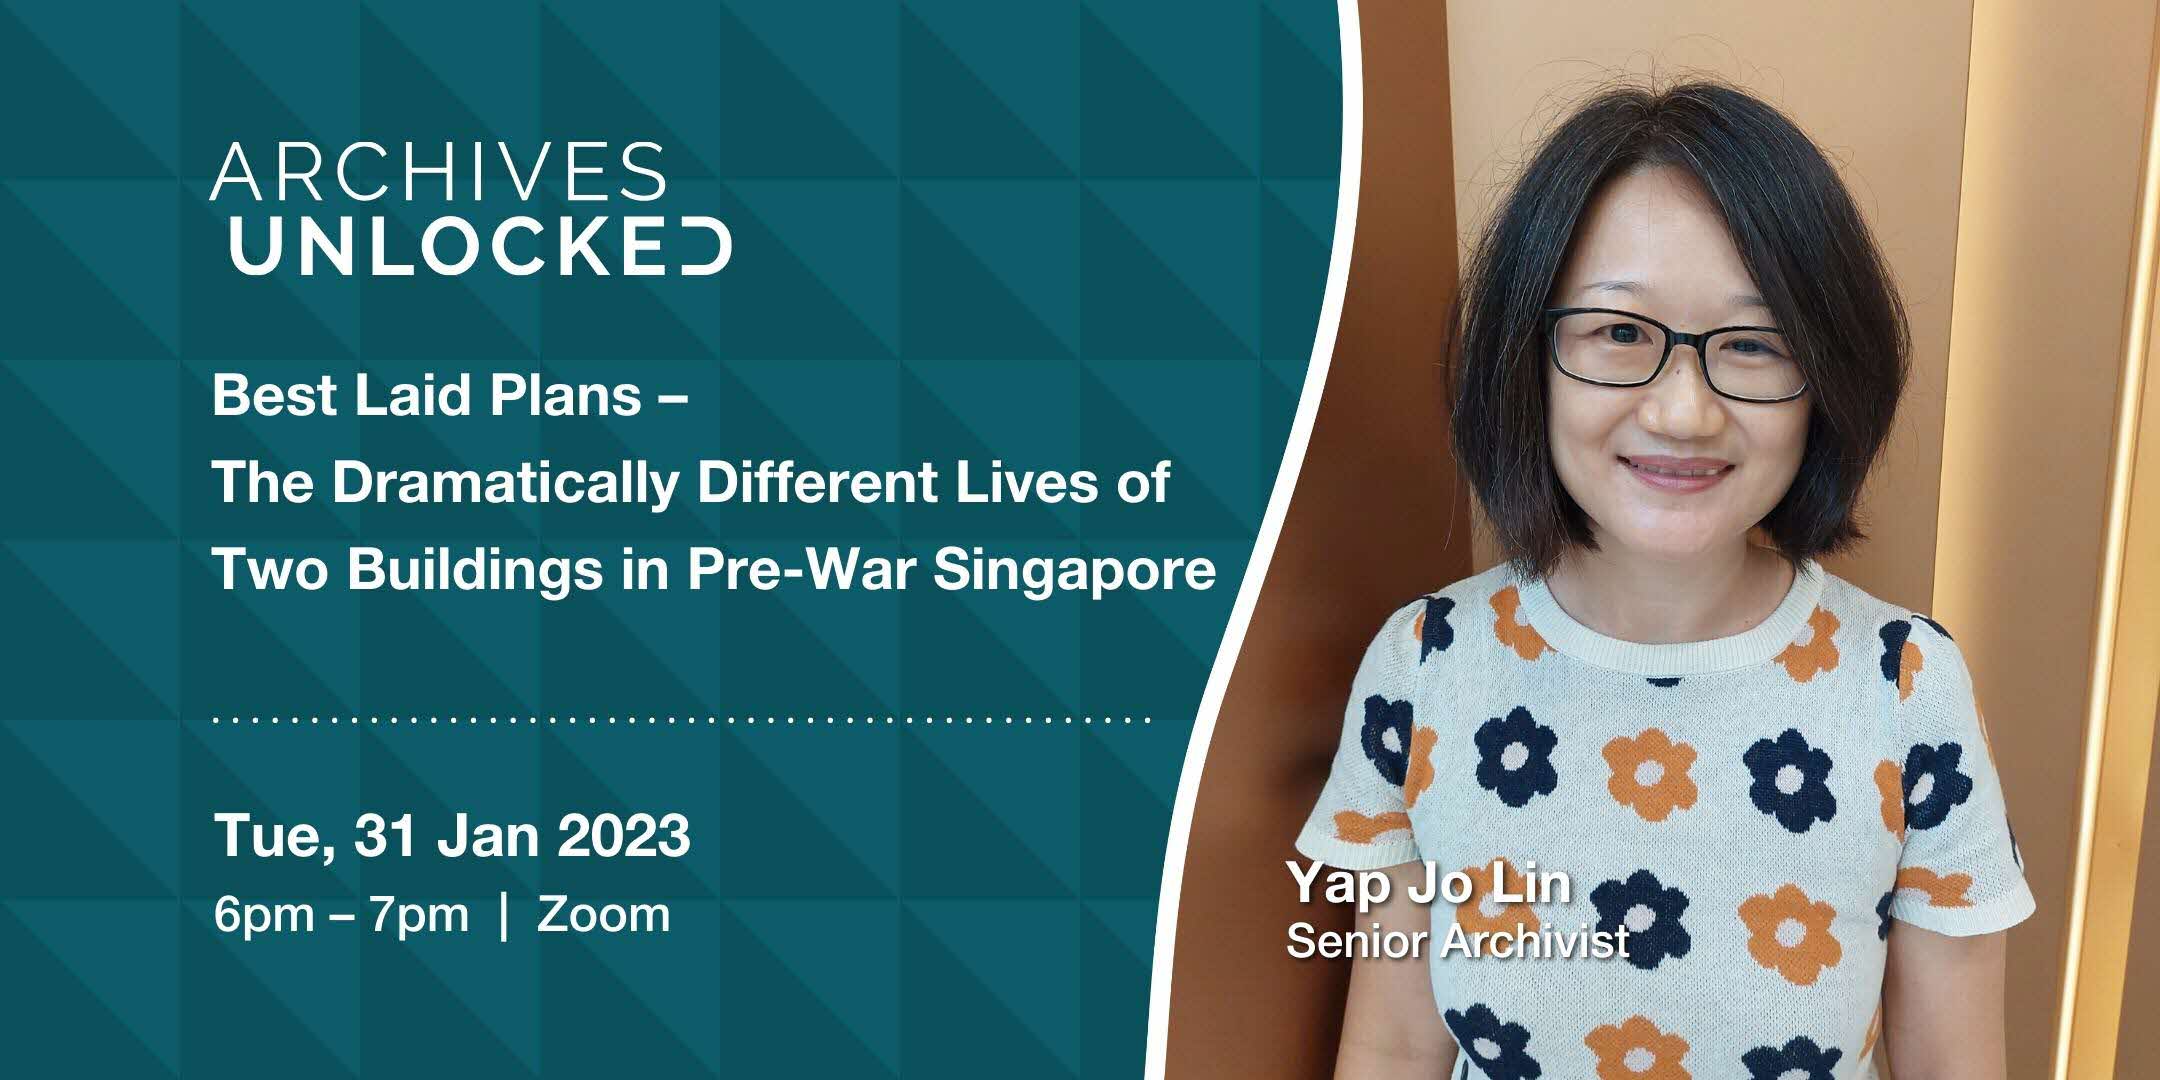 ARCHIVES
UNLOCKED
Best Laid Plans –
The Dramatically Different Lives of
Two Buildings in Pre-War Singapore
Tue, 31 Jan 2023
6pm – 7pm | Zoom
Yap Jo Lin
Senior Archivist